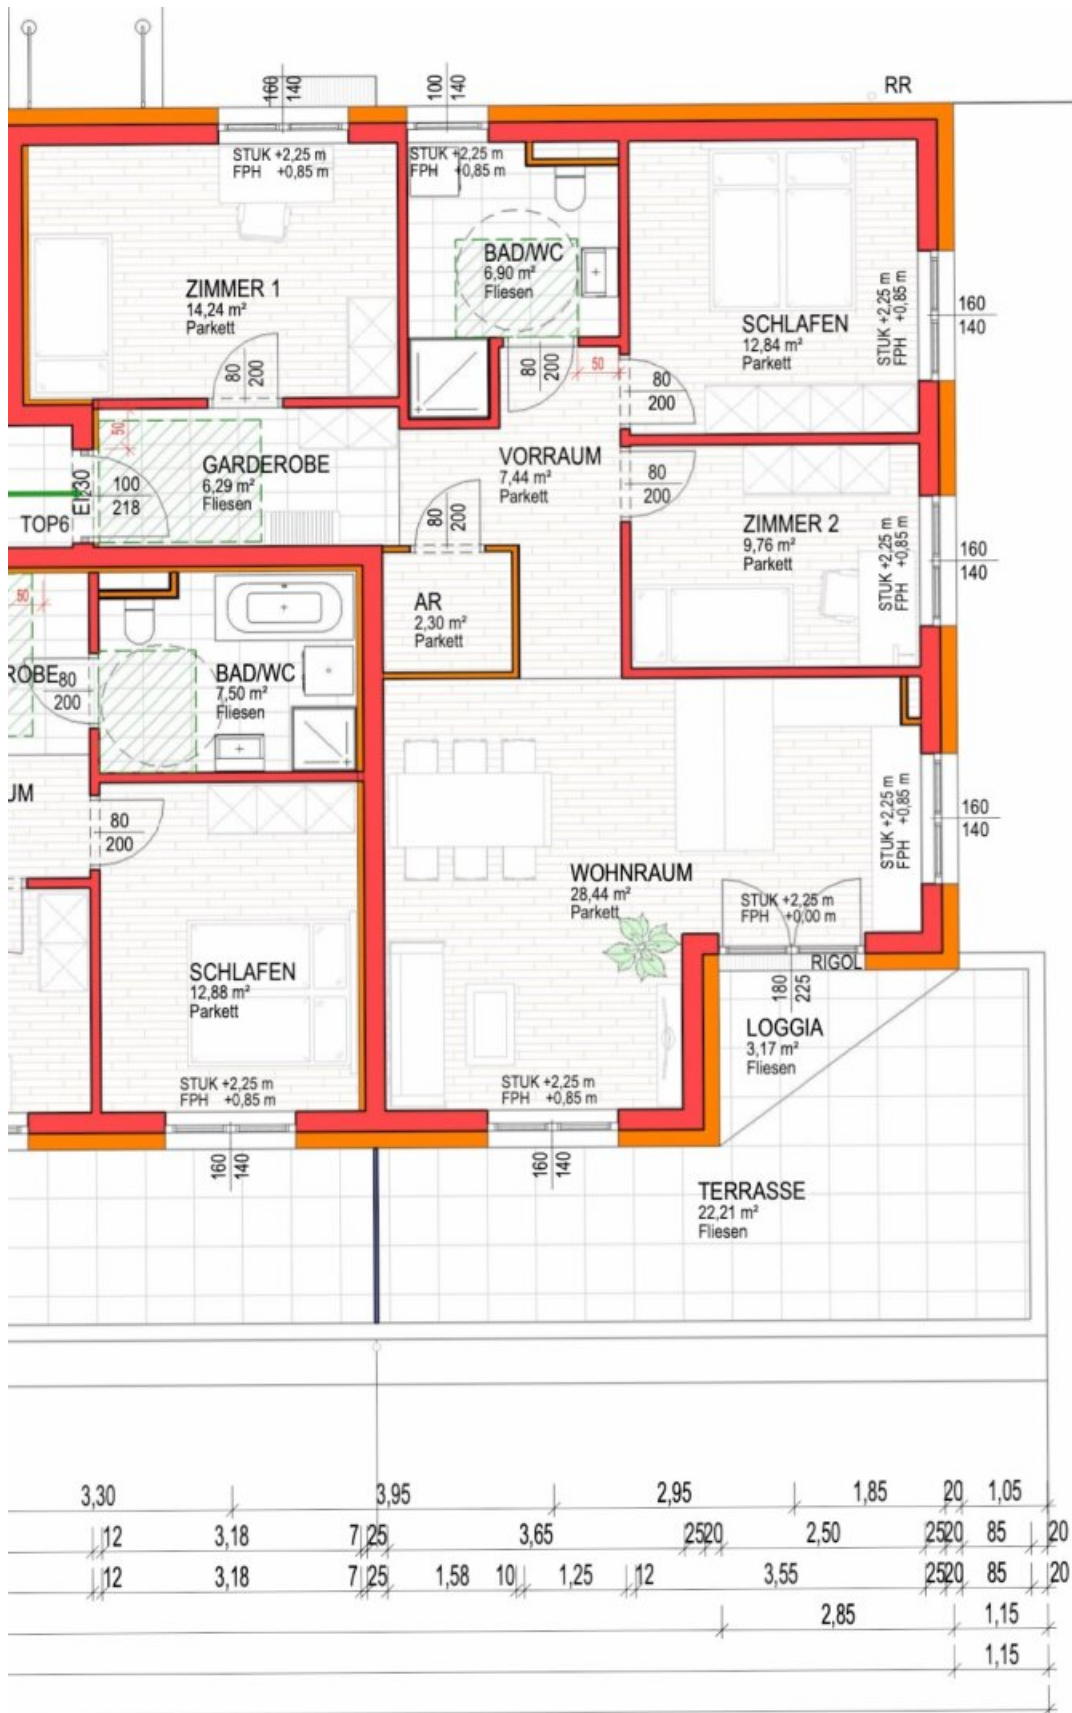 160
140
100
140
RR
STUK +2,25 m
FPH +0,85 m
STUK +2,25 m
FPH +0,85 m
BAD/WC
6,90 m²
Fliesen
ZIMMER 1
14,24 m²
Parkett
SCHLAFEN
12,84 m²
Parkett
STUK +2,25 m
FPH +0,85 m
160
140
80
200
80
200
50
80
200
50
GARDEROBE
6,29 m²
Fliesen
VORRAUM
7,44 m²
Parkett
80
200
EI₂30
100
218
TOP6
80
200
ZIMMER 2
9,76 m²
Parkett
STUK +2,25 m
FPH +0,85 m
160
140
50
AR
2,30 m²
Parkett
ROBE
80
200
BAD/WC
7,50 m²
Fliesen
UM
80
200
STUK +2,25 m
FPH +0,85 m
160
140
WOHNRAUM
28,44 m²
Parkett
STUK +2,25 m
FPH +0,00 m
SCHLAFEN
12,88 m²
Parkett
RIGOL
180
225
LOGGIA
3,17 m²
Fliesen
STUK +2,25 m
FPH +0,85 m
STUK +2,25 m
FPH +0,85 m
160
140
160
140
TERRASSE
22,21 m²
Fliesen
3,30 3,95 2,95 1,85 20 1,05
12 3,18 7 25 3,65 25 20 2,50 25 20 85 20
12 3,18 7 25 1,58 10 1,25 12 3,55 25 20 85 20
2,85 1,15
1,15